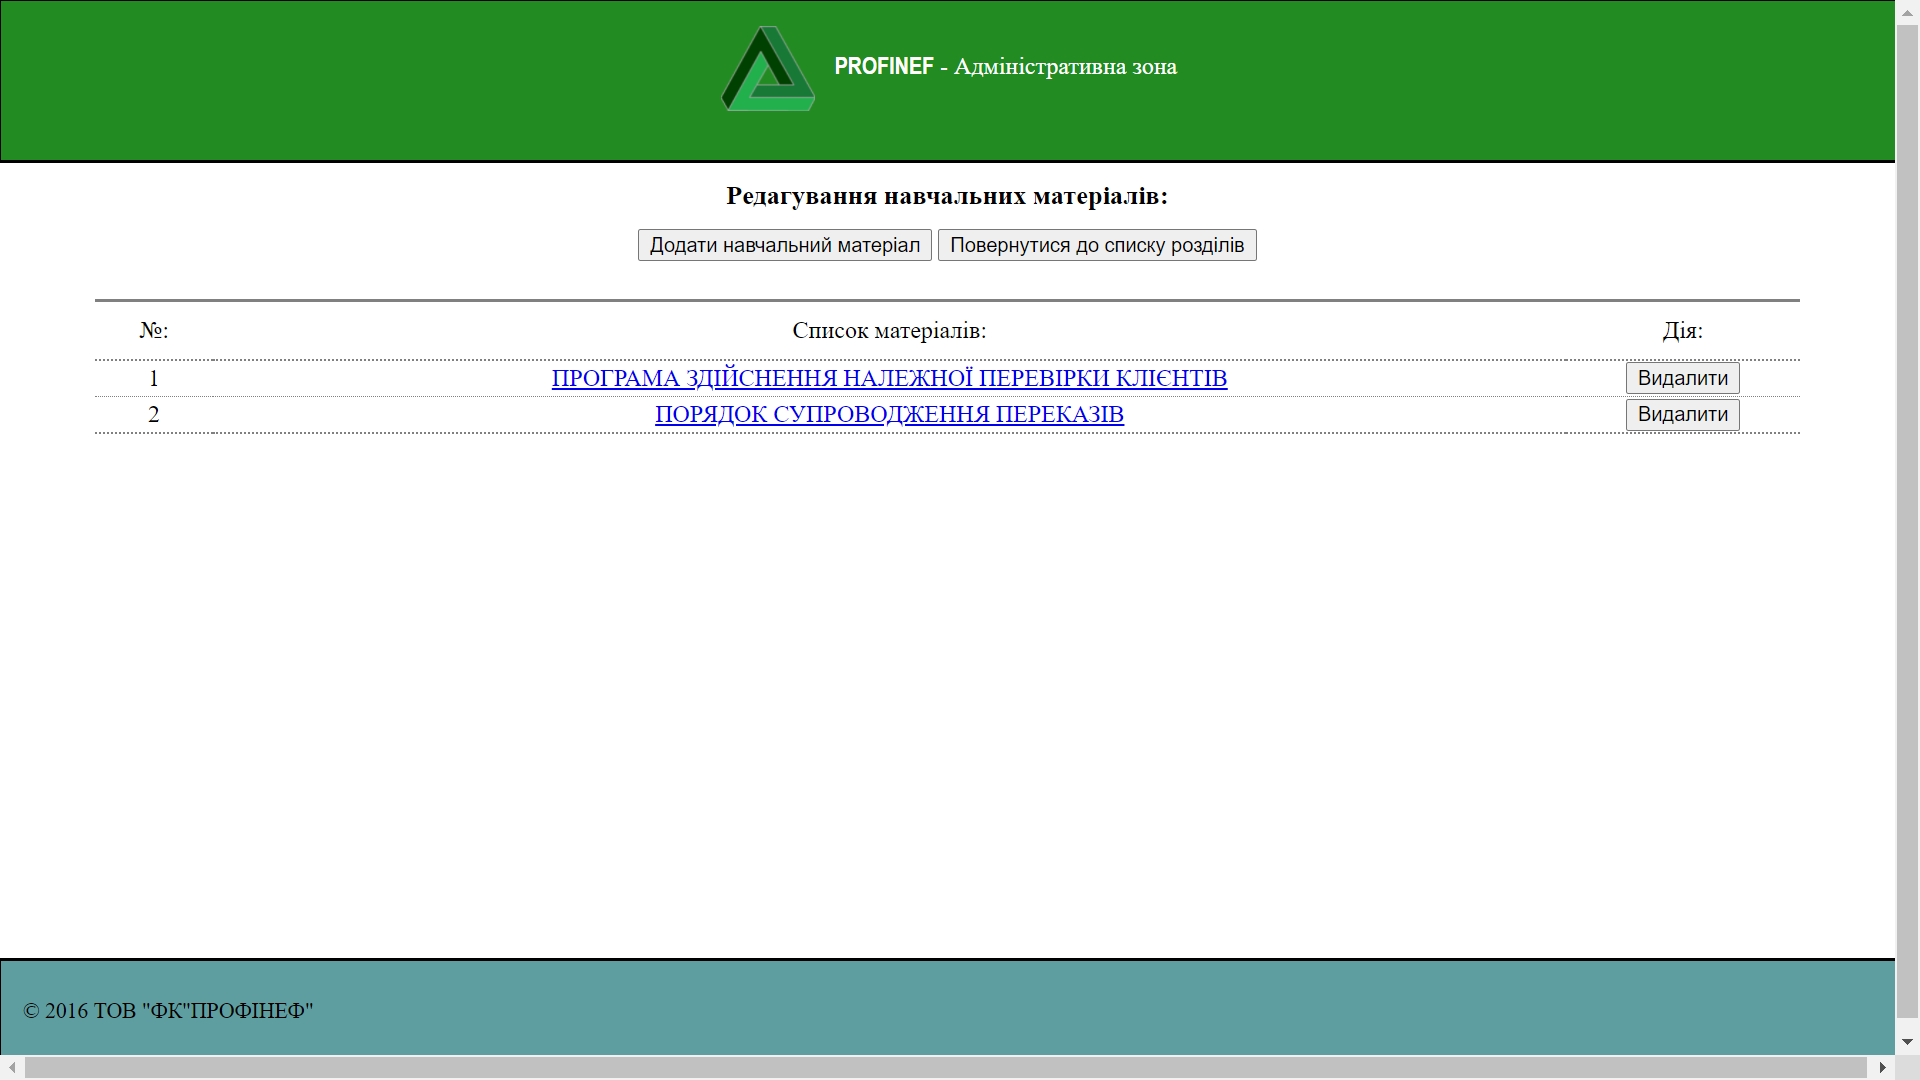 PROFINEF - Адміністративна зона
Редагування навчальних матеріалів:
Додати навчальний матеріал Повернутися до списку розділів
№: Список матеріалів: Дія:
1 ПРОГРАМА ЗДІЙСНЕННЯ НАЛЕЖНОЇ ПЕРЕВІРКИ КЛІЄНТІВ Видалити
2 ПОРЯДОК СУПРОВОДЖЕННЯ ПЕРЕКАЗІВ Видалити
© 2016 ТОВ "ФК"ПРОФІНЕФ"